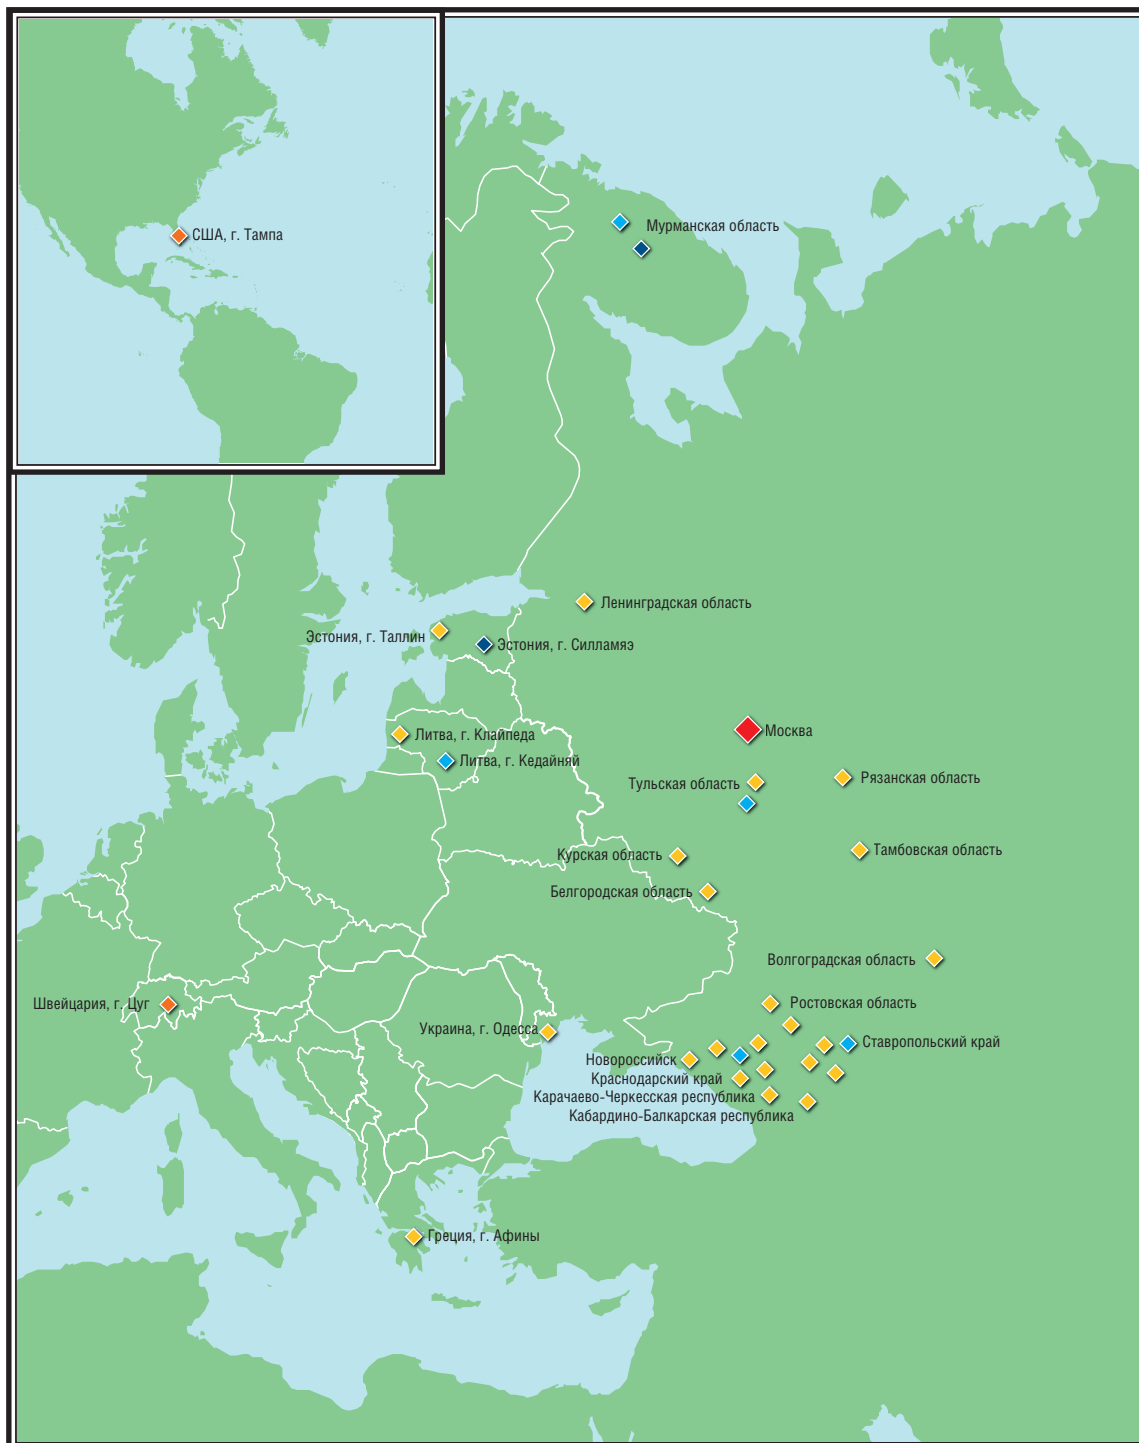 США, г. Тампа
Мурманская область
Ленинградская область
Эстония, г. Таллин
Эстония, г. Силламяэ
Москва
Литва, г. Клайпеда
Литва, г. Кедайняй
Тульская область
Рязанская область
Курская область
Тамбовская область
Белгородская область
Волгоградская область
Швейцария, г. Цуг
Ростовская область
Украина, г. Одесса
Ставропольский край
Новороссийск
Краснодарский край
Карачаево-Черкесская республика
Кабардино-Балкарская республика
Греция, г. Афины